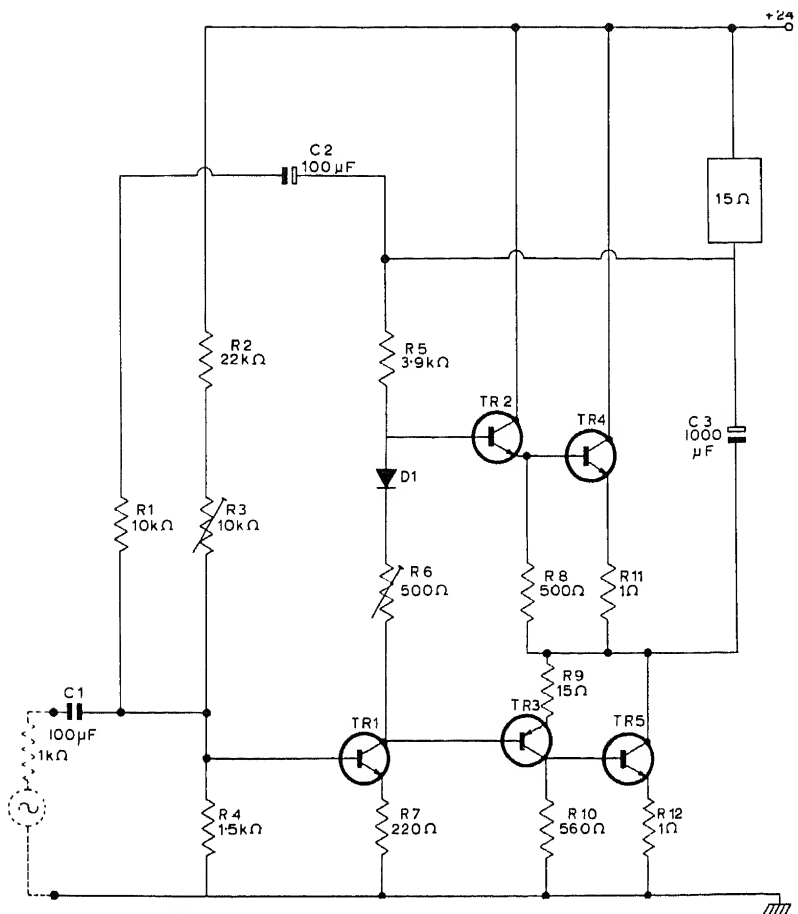 +24
C2
100µF
15Ω
R2
22kΩ
R5
3·9kΩ
TR2
TR4
C3
1000
µF
D1
R1
10kΩ
R3
10kΩ
R6
500Ω
R8
500Ω
R11
1Ω
R9
15Ω
C1
100µF
1kΩ
TR1
TR3
TR5
R4
1·5kΩ
R7
220Ω
R10
560Ω
R12
1Ω